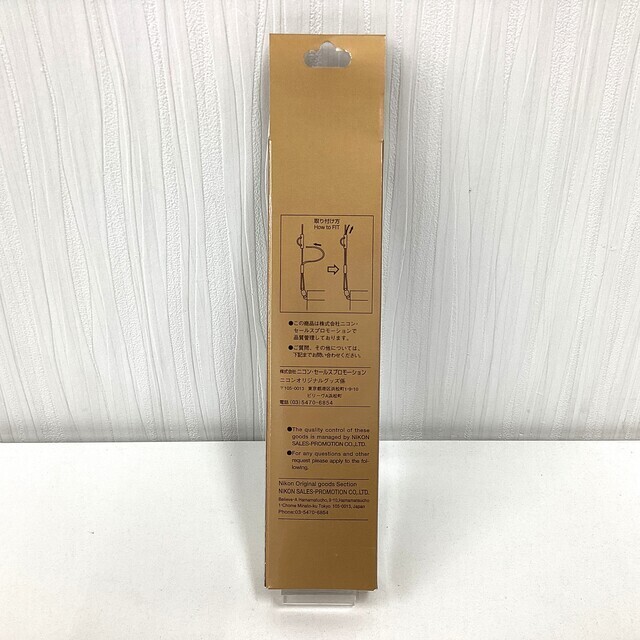 取り付け方
How to FIT
●この商品は株式会社ニコン・
セールスプロモーションで
品質管理しております。
●ご質問、その他については、
下記までお問い合わせください。
株式会社 ニコン・セールスプロモーション
ニコンオリジナルグッズ係
〒105-0013 東京都港区浜松町1-9-10
電話(03)5470-6854
●The quality control of these
goods is managed by NIKON
SALES-PROMOTION CO.,LTD.
●For any questions and other
request please apply to the fol-
lowing.
Nikon Original goods Section
NIKON SALES-PROMOTION CO.,LTD.
1-Chome Minato-ku Tokyo, 105-0013, Japan
Phone:03-5470-6854